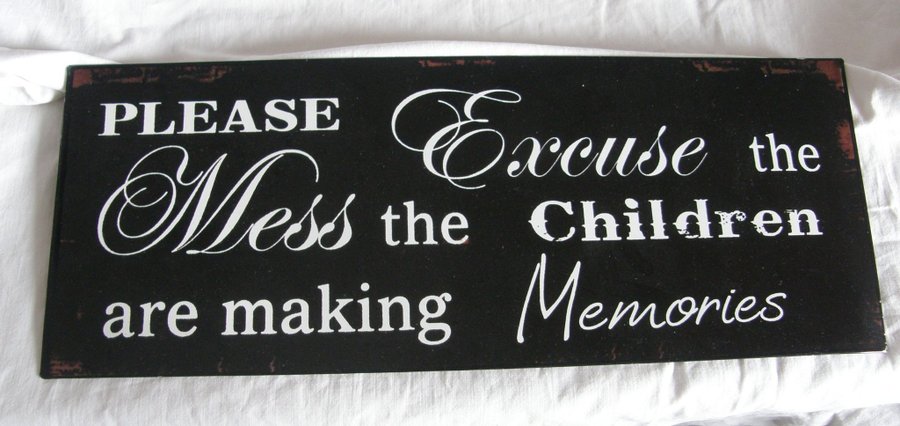 PLEASE Excuse the
Mess the Children
are making Memories